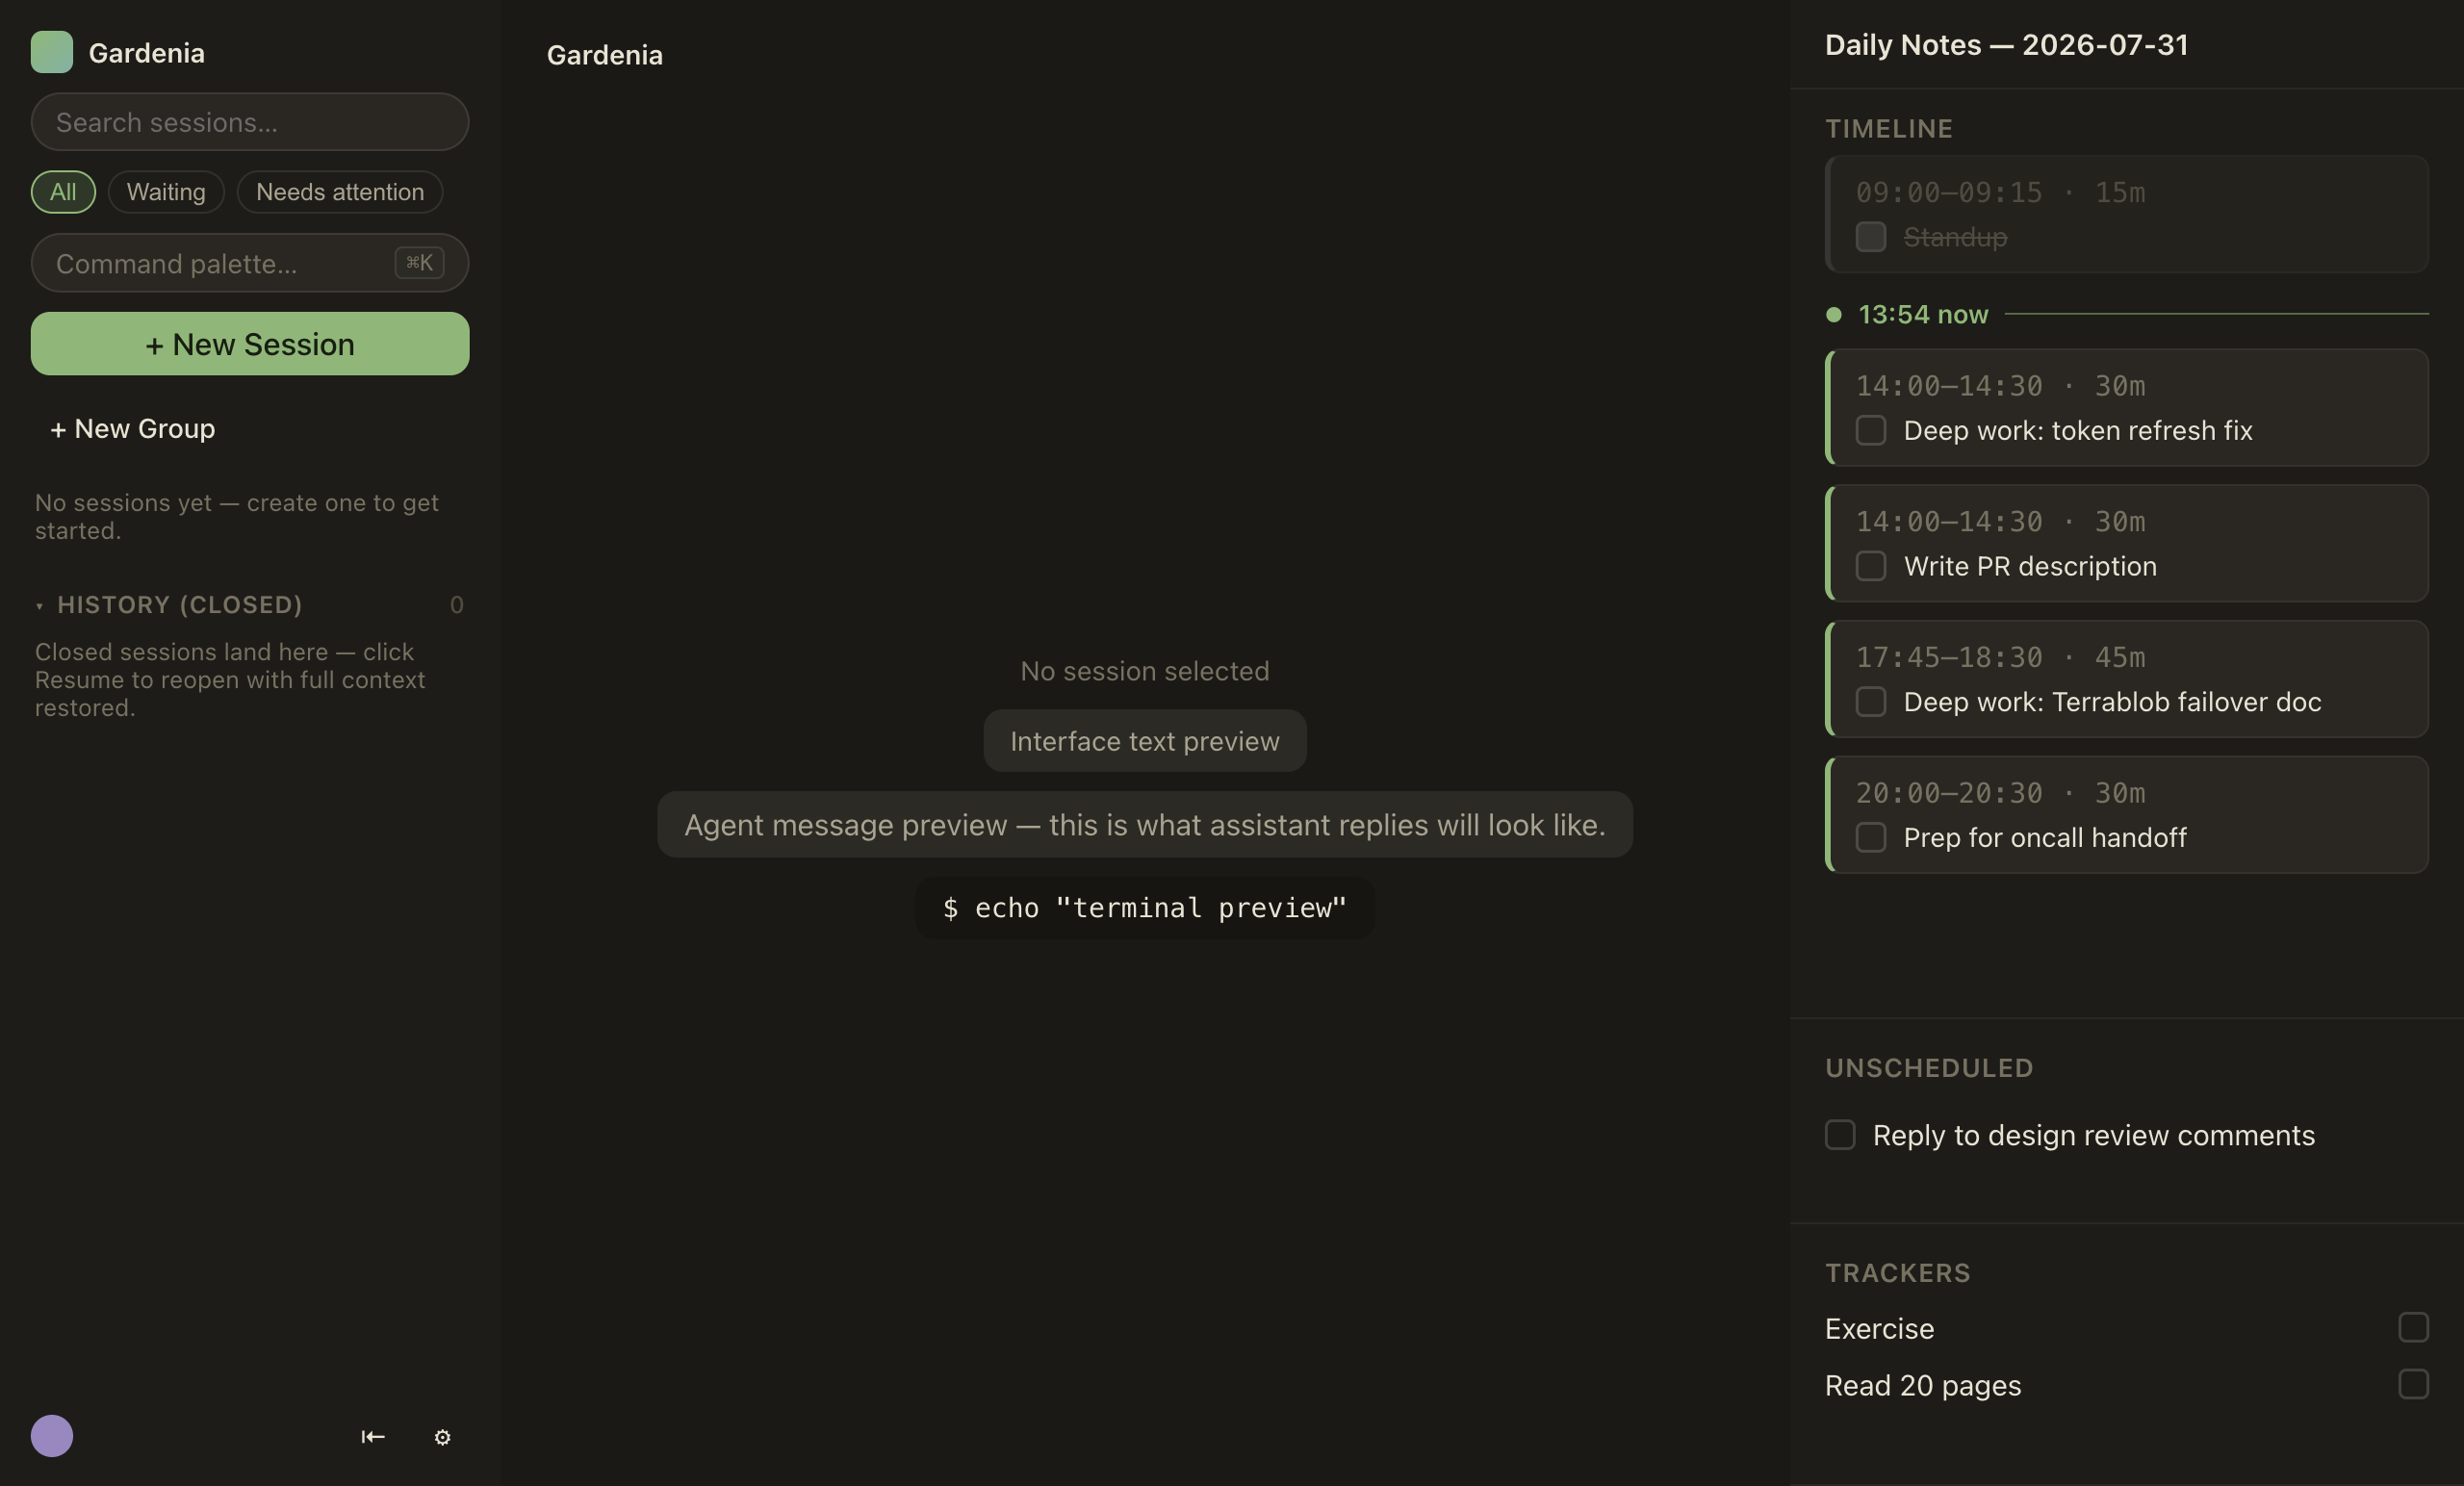 Gardenia
Search sessions...
All
Waiting
Needs attention
Command palette...
⌘K
+ New Session
+ New Group
No sessions yet — create one to get
started.
▾ HISTORY (CLOSED) 0
Closed sessions land here — click
Resume to reopen with full context
restored.
Gardenia
No session selected
Interface text preview
Agent message preview — this is what assistant replies will look like.
$ echo "terminal preview"
Daily Notes — 2026-07-31
TIMELINE
09:00–09:15 · 15m
Standup
13:54 now
14:00–14:30 · 30m
Deep work: token refresh fix
14:00–14:30 · 30m
Write PR description
17:45–18:30 · 45m
Deep work: Terrablob failover doc
20:00–20:30 · 30m
Prep for oncall handoff
UNSCHEDULED
Reply to design review comments
TRACKERS
Exercise
Read 20 pages